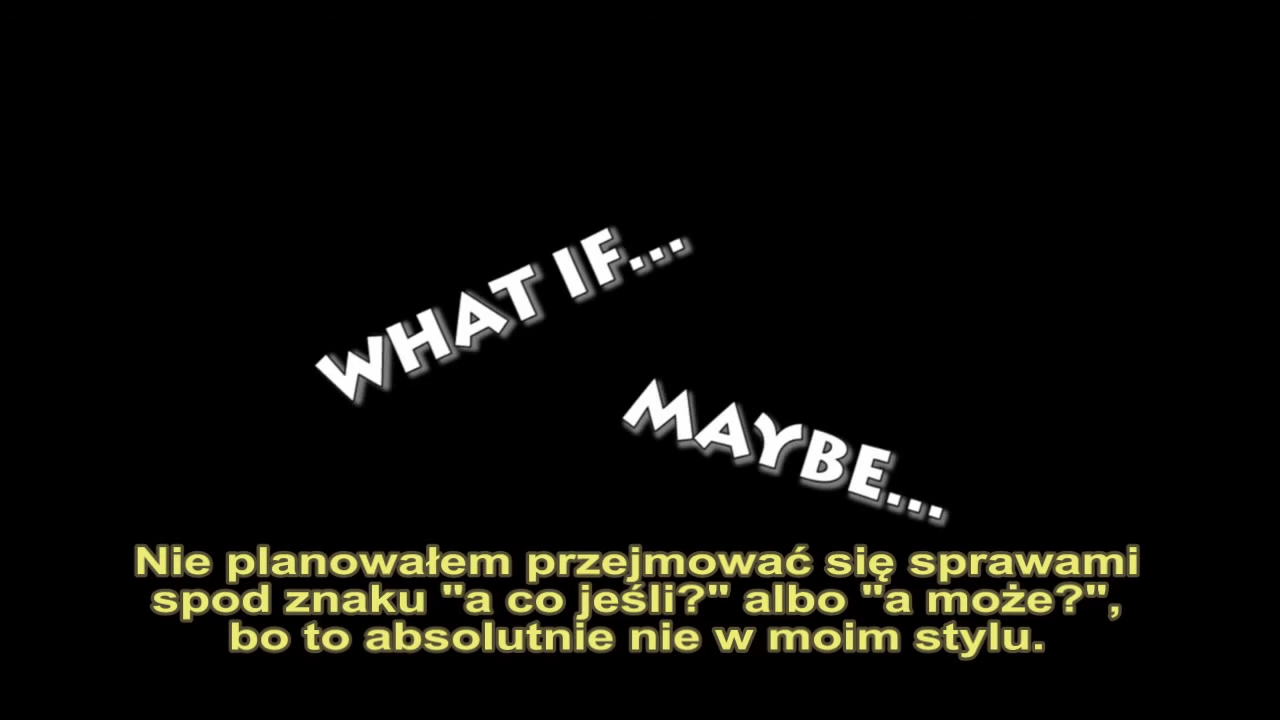 WHAT IF...
MAYBE...
Nie planowałem przejmować się sprawami
spod znaku "a co jeśli?" albo "a może?",
bo to absolutnie nie w moim stylu.